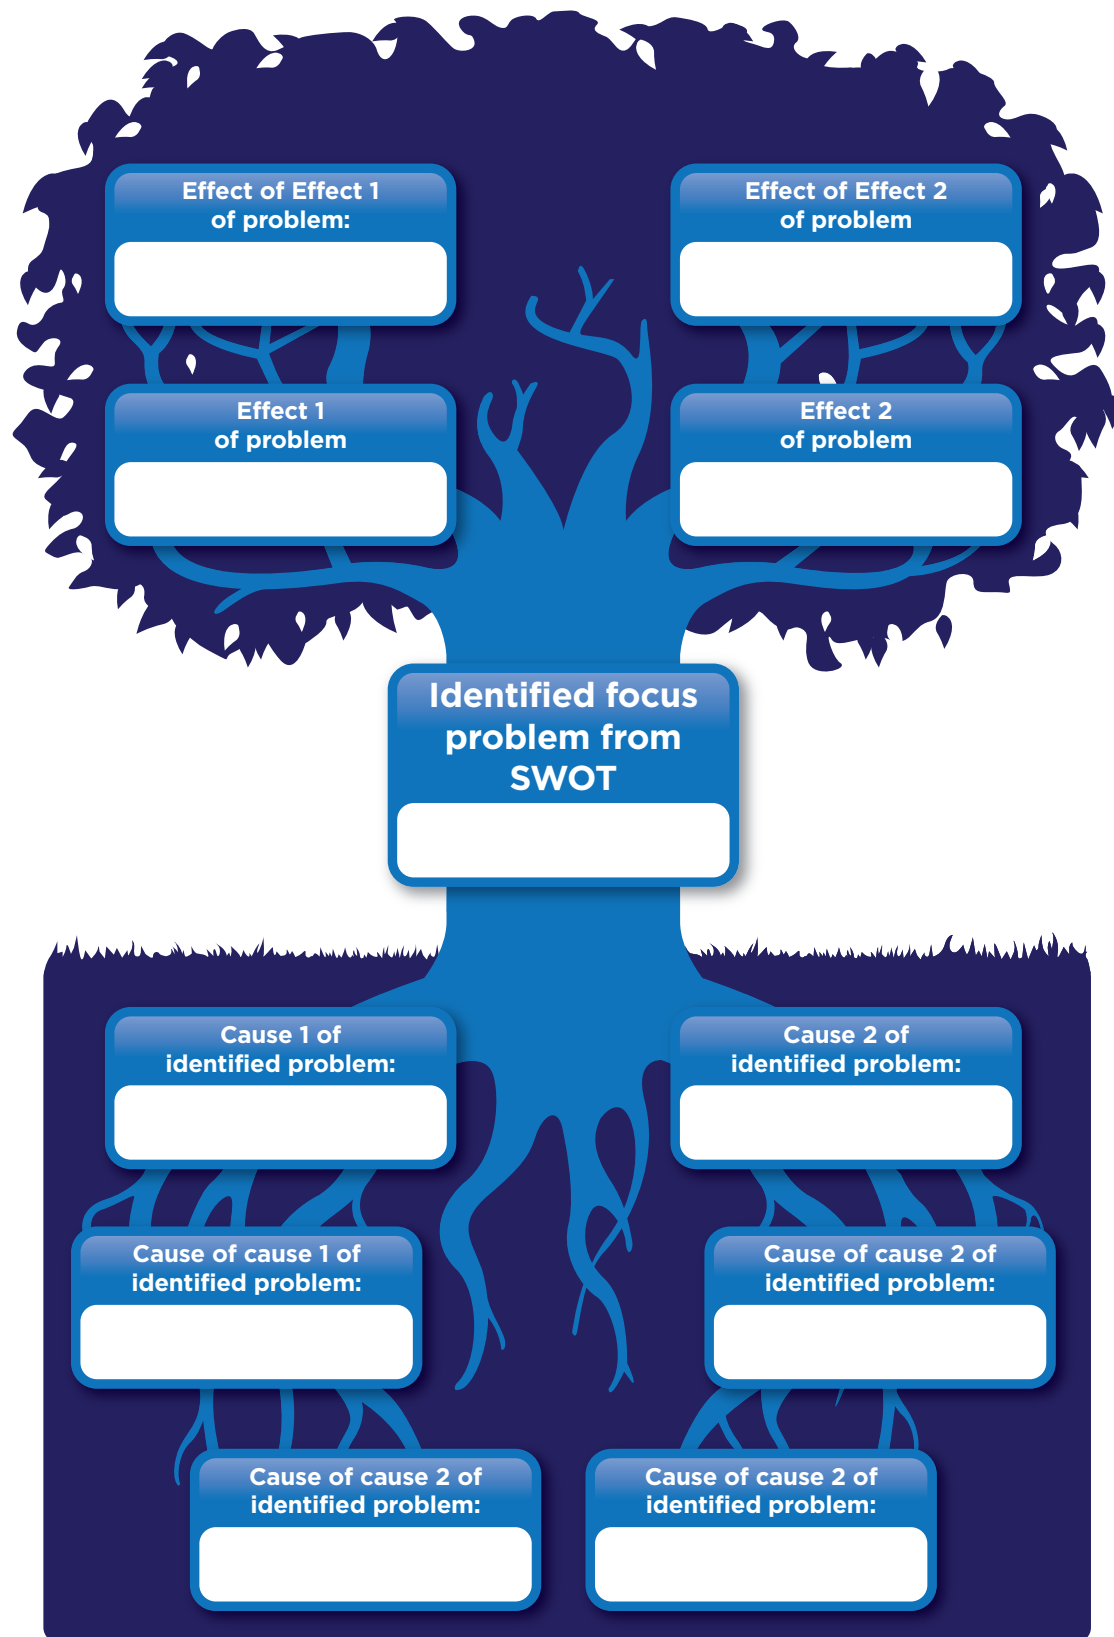 Effect of Effect 1
of problem:
Effect of Effect 2
of problem
Effect 1
of problem
Effect 2
of problem
Identified focus
problem from
SWOT
Cause 1 of
identified problem:
Cause 2 of
identified problem:
Cause of cause 1 of
identified problem:
Cause of cause 2 of
identified problem:
Cause of cause 2 of
identified problem:
Cause of cause 2 of
identified problem: